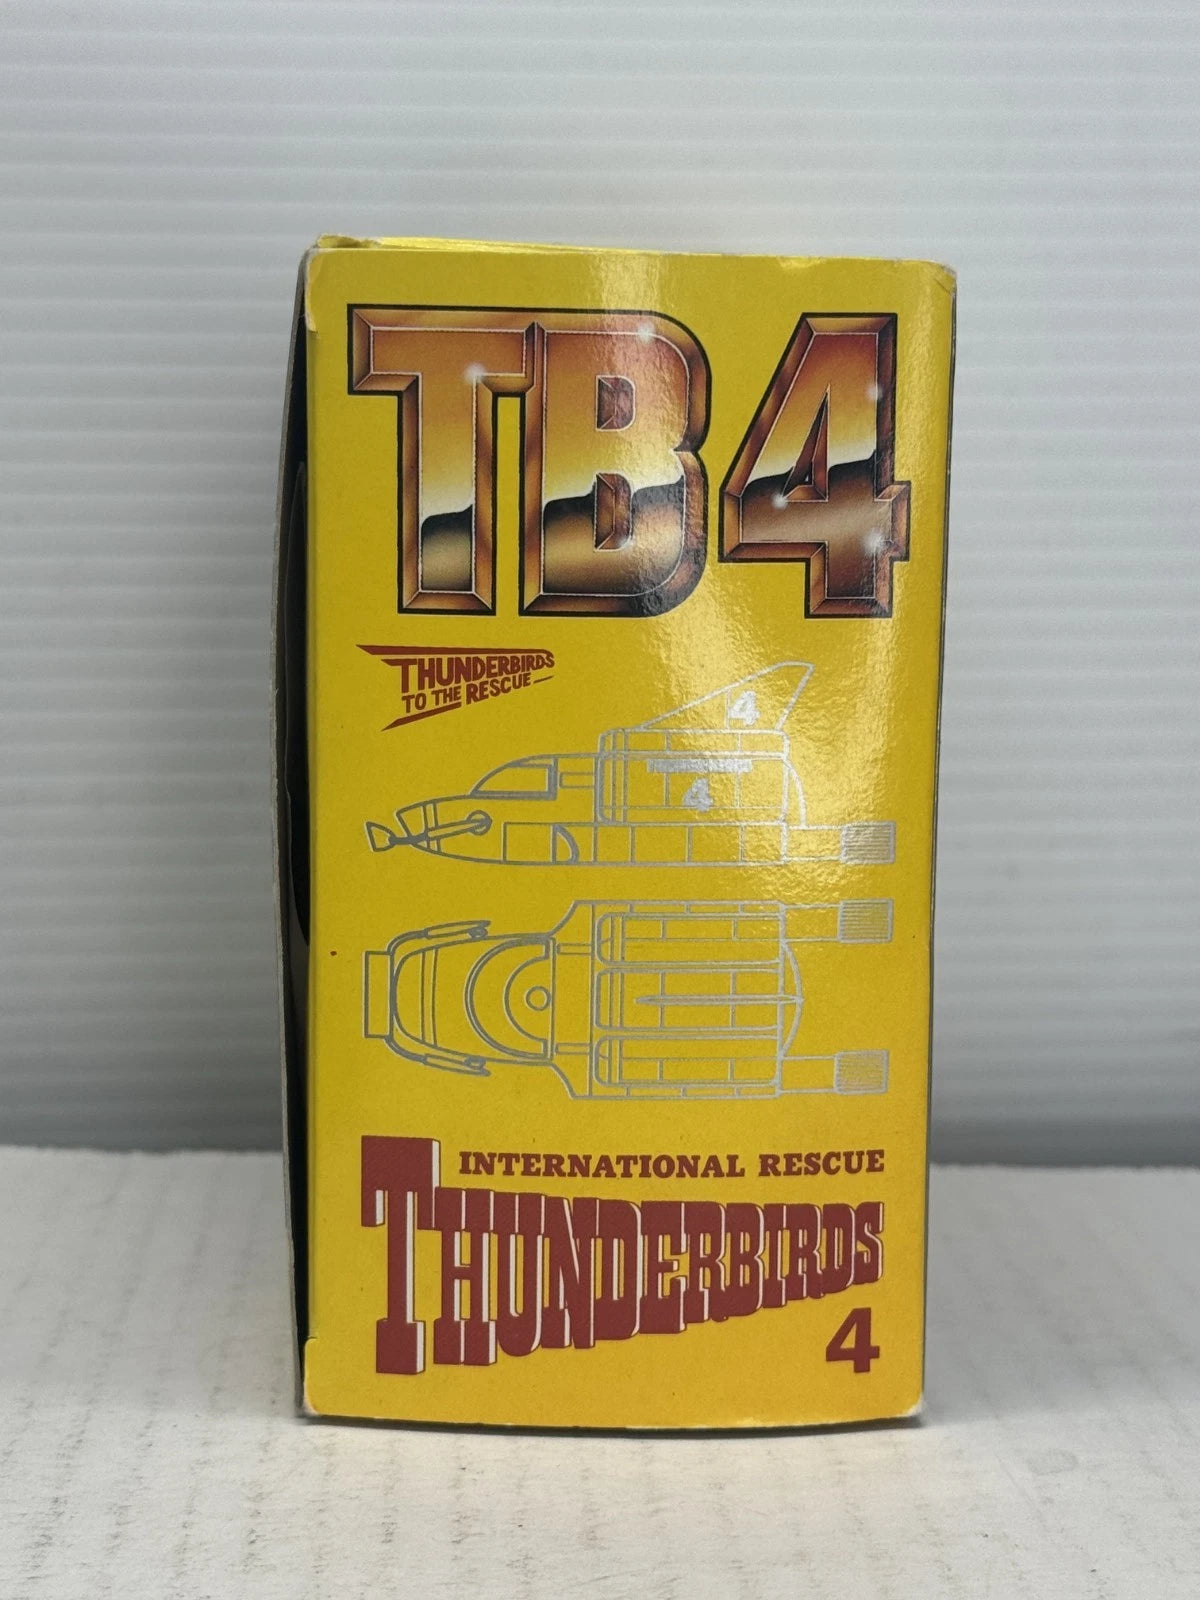 TB4
THUNDERBIRDS
TO THE RESCUE
4
4
INTERNATIONAL RESCUE
THUNDERBIRDS
4